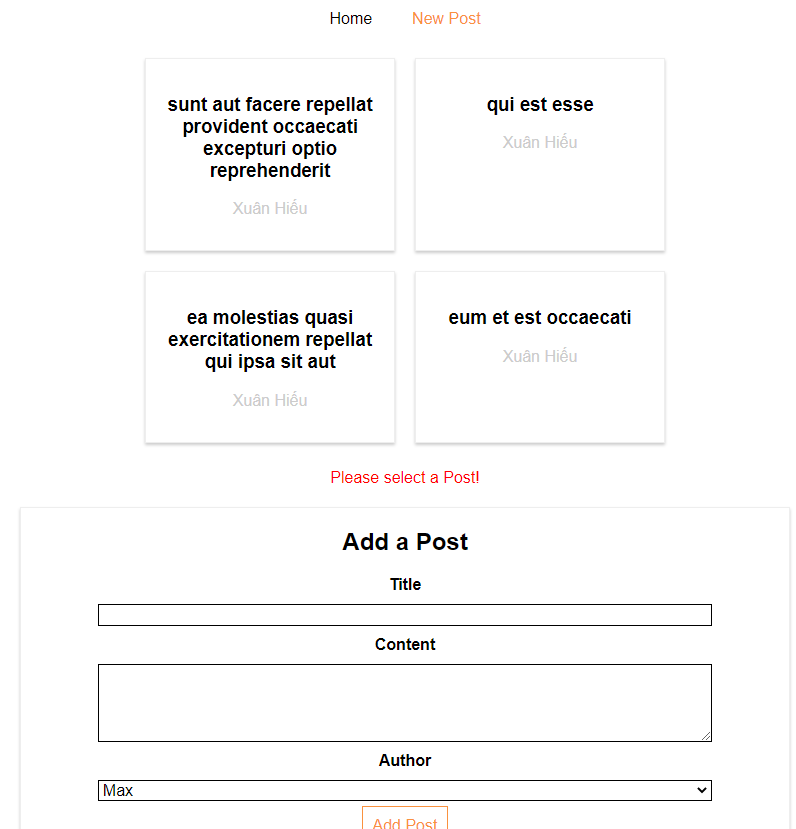 Home New Post
sunt aut facere repellat
provident occaecati
excepturi optio
reprehenderit
Xuân Hiếu
qui est esse
Xuân Hiếu
ea molestias quasi
exercitationem repellat
qui ipsa sit aut
Xuân Hiếu
eum et est occaecati
Xuân Hiếu
Please select a Post!
Add a Post
Title
Content
Author
Max
Add Post